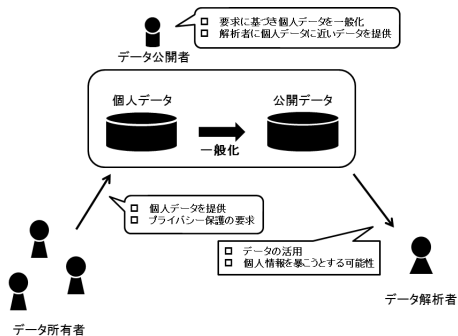 □ 要求に基づき個人データを一般化
□ 解析者に個人データに近いデータを提供
データ公開者
個人データ
公開データ
一般化
□ 個人データを提供
□ プライバシー保護の要求
□ データの活用
□ 個人情報を暴こうとする可能性
データ解析者
データ所有者